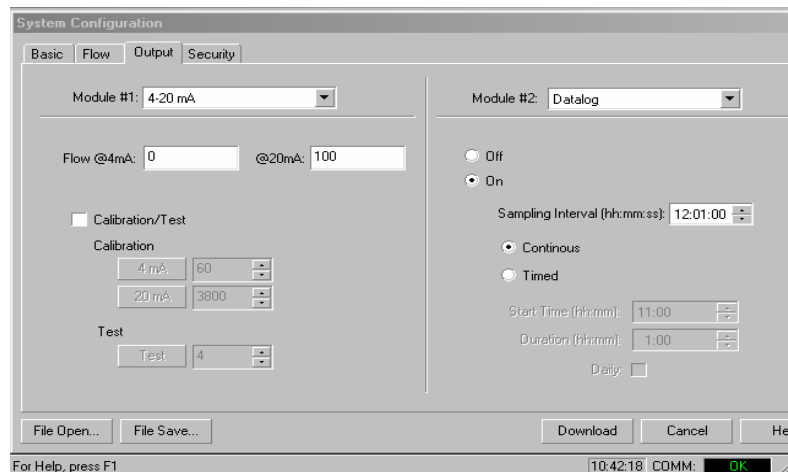 System Configuration
Basic Flow Output Security
Module #1: 4-20 mA
Flow @4mA: 0 @20mA: 100
Calibration/Test
Calibration
4 mA 60
20 mA 3800
Test
Test 4
Module #2: Datalog
Off
On
Sampling Interval (hh:mm:ss): 12:01:00
Continous
Timed
Start Time (hh:mm): 11:00
Duration (hh:mm): 1:00
Daily:
File Open... File Save... Download Cancel He
For Help, press F1 10:42:18 COMM: OK